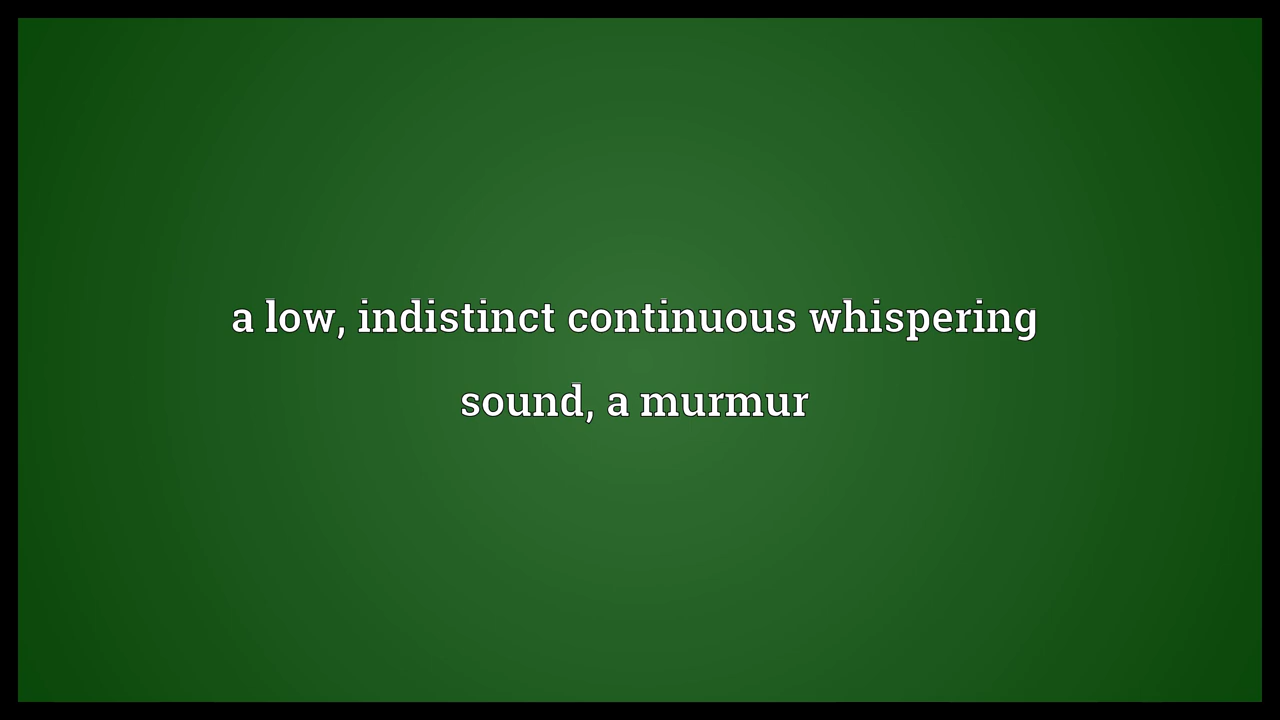 a low, indistinct continuous whispering
sound, a murmur